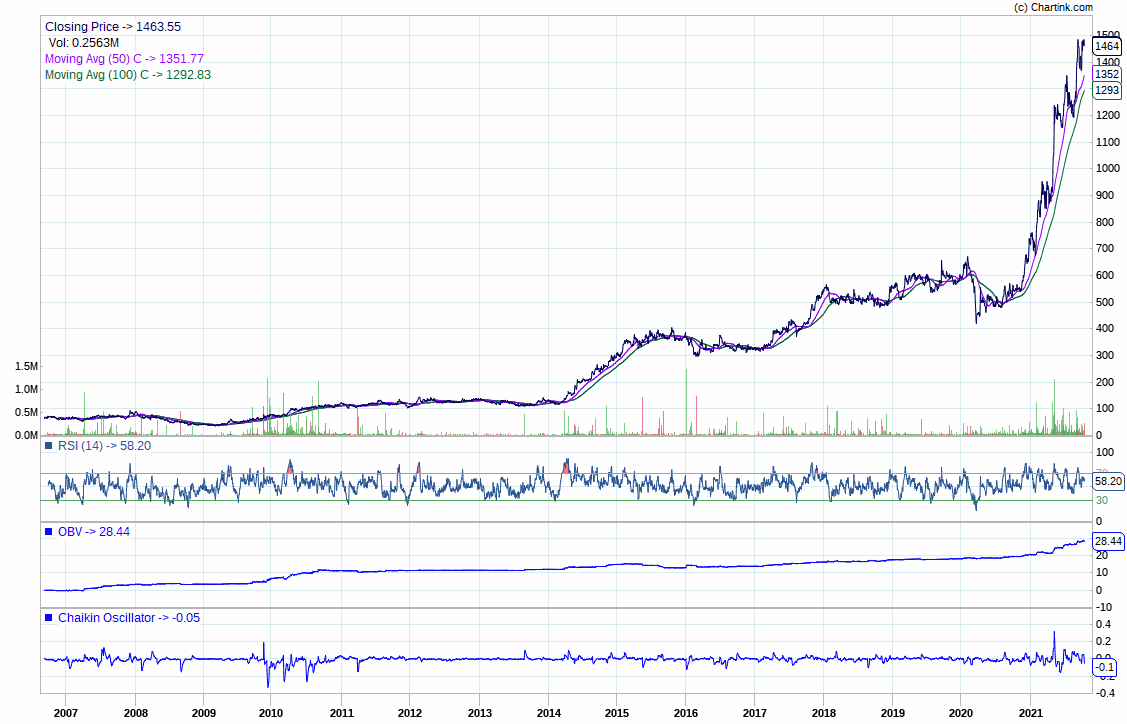 (c) Chartink.com
Closing Price -> 1463.55
Vol: 0.2563M
Moving Avg (50) C -> 1351.77
Moving Avg (100) C -> 1292.83
1500
1464
1400
1352
1293
1200
1100
1000
900
800
700
600
500
400
300
200
100
0
1.5M
1.0M
0.5M
0.0M
RSI (14) -> 58.20
100
70
58.20
30
0
OBV -> 28.44
28.44
20
10
0
-10
Chaikin Oscillator -> -0.05
0.4
0.2
0.0
-0.1
-0.2
-0.4
2007 2008 2009 2010 2011 2012 2013 2014 2015 2016 2017 2018 2019 2020 2021